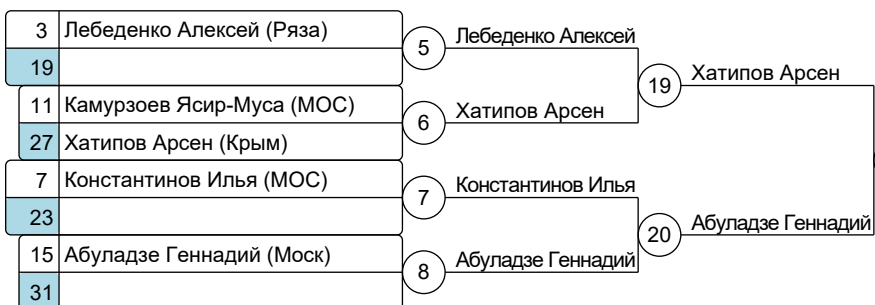 3 Лебеденко Алексей (Ряза)
19
11 Камурзоев Ясир-Муса (МОС)
27 Хатипов Арсен (Крым)
7 Константинов Илья (МОС)
23
15 Абуладзе Геннадий (Моск)
31
5 Лебеденко Алексей
6 Хатипов Арсен
7 Константинов Илья
8 Абуладзе Геннадий
19 Хатипов Арсен
20 Абуладзе Геннадий